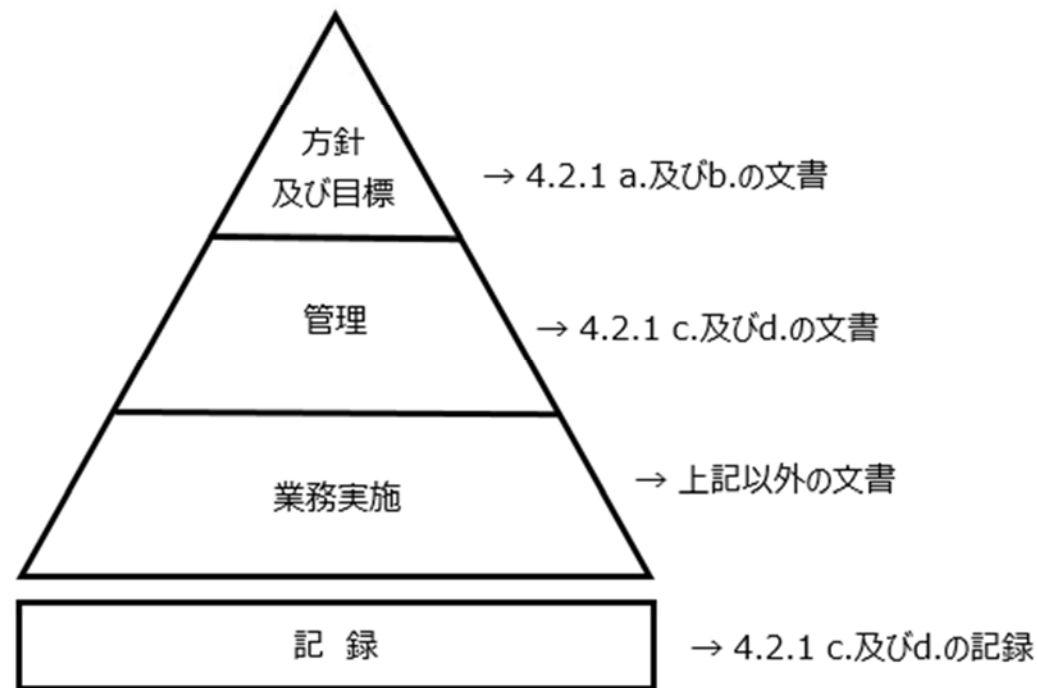 方針
及び目標
→ 4.2.1 a.及びb.の文書
管理
→ 4.2.1 c.及びd.の文書
業務実施
→ 上記以外の文書
記 録
→ 4.2.1 c.及びd.の記録